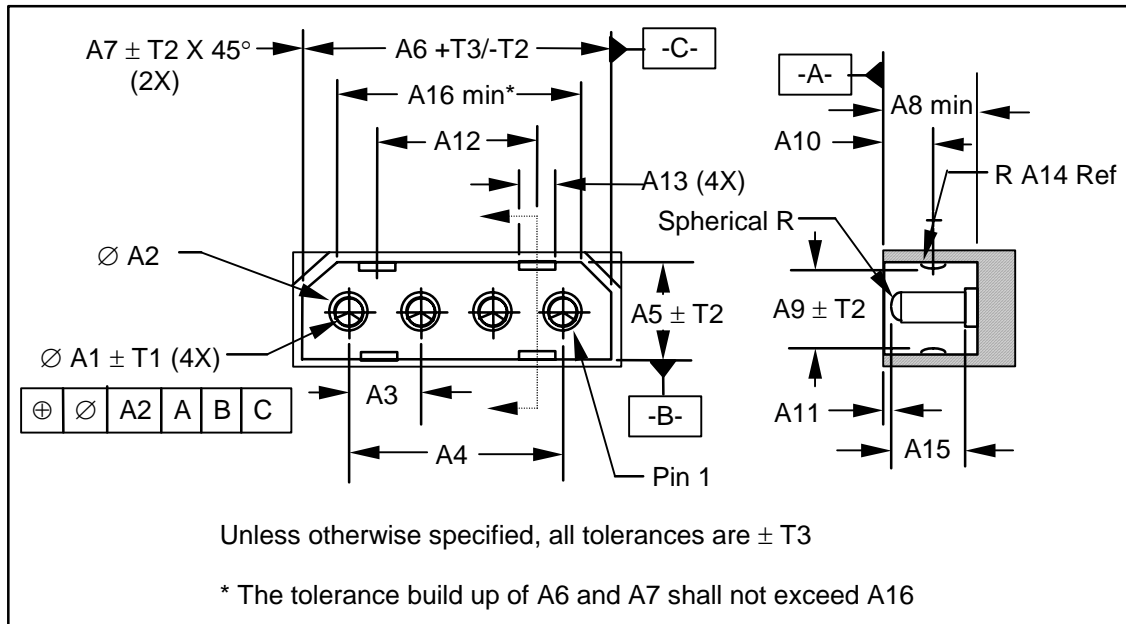 A7 ± T2 X 45°
(2X)
A6 +T3/-T2
-C-
A16 min*
A12
A13 (4X)
-A-
A8 min
A10
R A14 Ref
Spherical R
∅ A2
A5 ± T2
A9 ± T2
∅ A1 ± T1 (4X)
⊕ ∅ A2 A B C
A3
-B-
A11
A4
A15
Pin 1
Unless otherwise specified, all tolerances are ± T3
* The tolerance build up of A6 and A7 shall not exceed A16